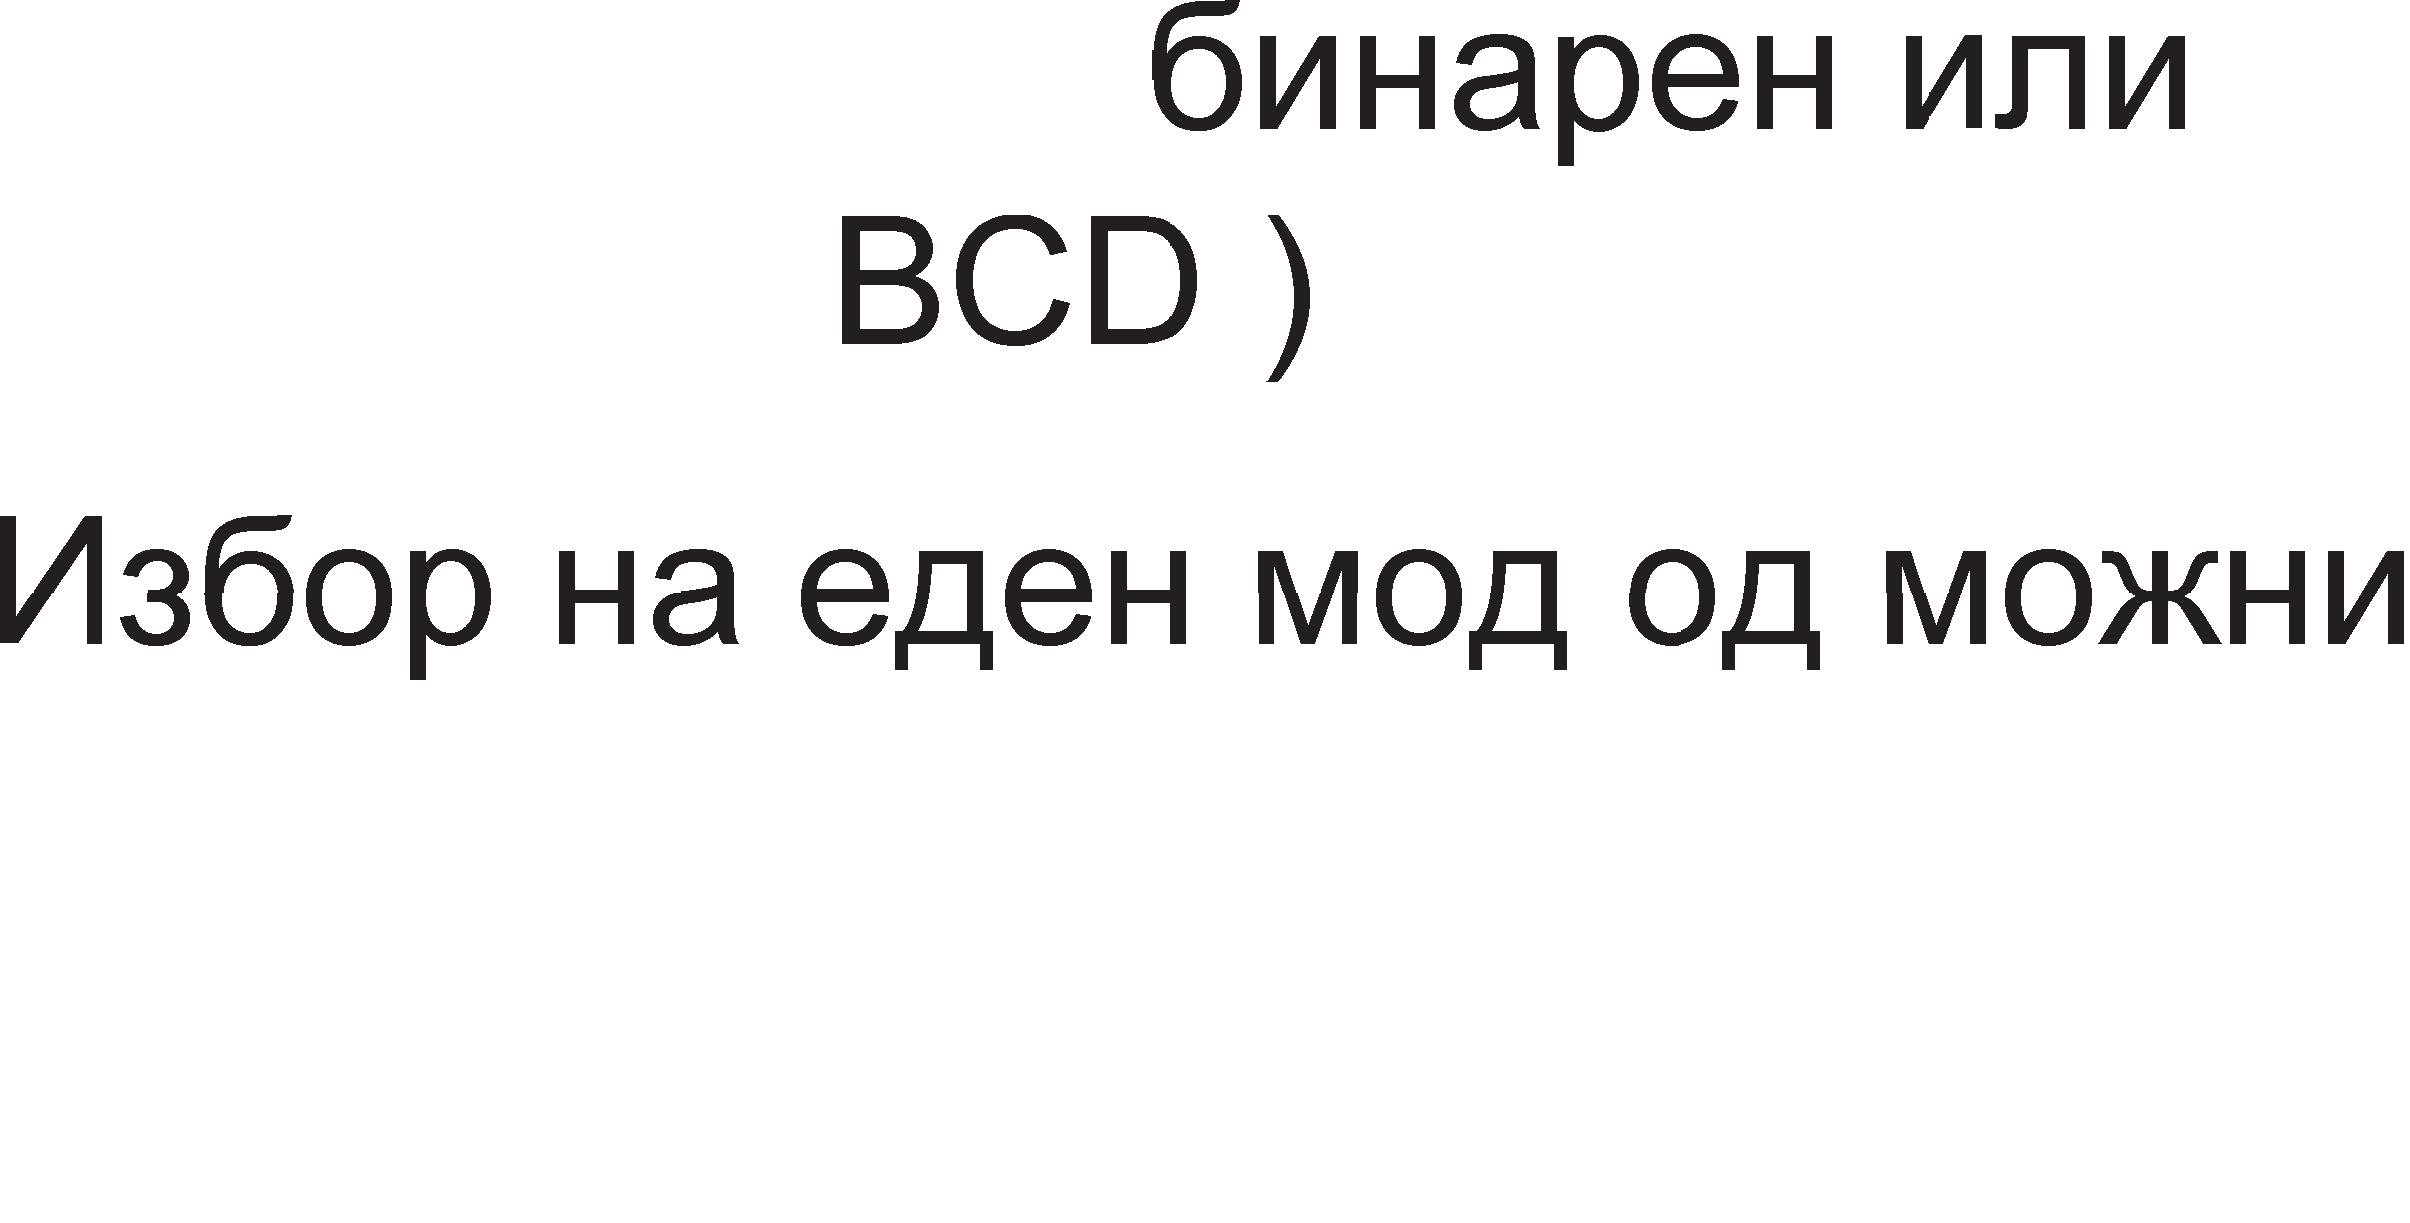 бинарен или
BCD )
Избор на еден мод од можни